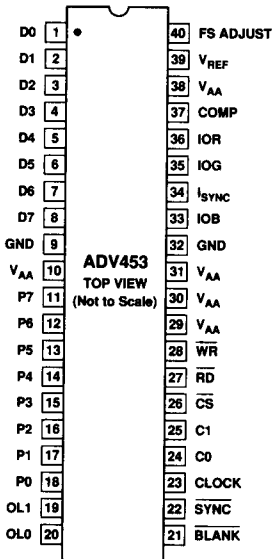 D0 1 40 FS ADJUST
D1 2 39 VREF
D2 3 38 VAA
D3 4 37 COMP
D4 5 36 IOR
D5 6 35 IOG
D6 7 34 ISYNC
D7 8 33 IOB
GND 9 32 GND
VAA 10 ADV453 31 VAA
TOP VIEW
P7 11 (Not to Scale) 30 VAA
P6 12 29 VAA
P5 13 28 WR
P4 14 27 RD
P3 15 26 CS
P2 16 25 C1
P1 17 24 C0
P0 18 23 CLOCK
OL1 19 22 SYNC
OL0 20 21 BLANK